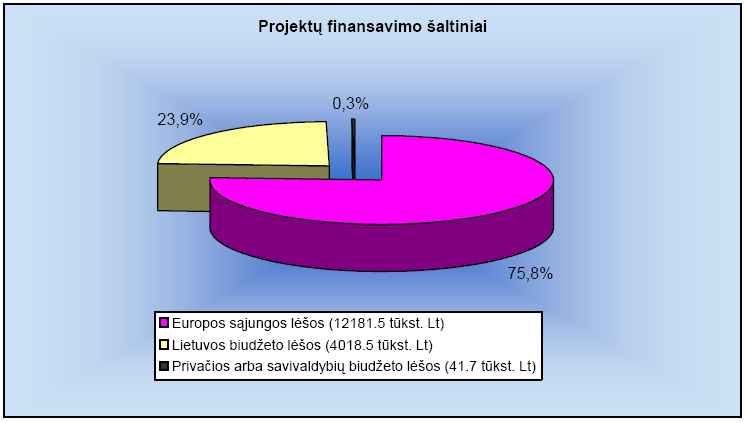 Projektų finansavimo šaltiniai
0,3%
23,9%
75,8%
Europos sąjungos lėšos (12181.5 tūkst. Lt)
Lietuvos biudžeto lėšos (4018.5 tūkst. Lt)
Privačios arba savivaldybių biudžeto lėšos (41.7 tūkst. Lt)